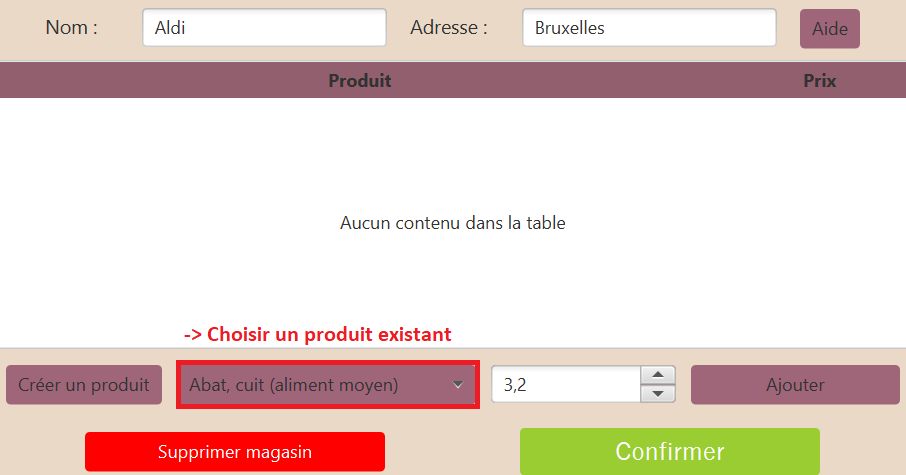 Nom : Aldi Adresse : Bruxelles Aide
Produit Prix
Aucun contenu dans la table
-> Choisir un produit existant
Créer un produit Abat, cuit (aliment moyen) 3,2 Ajouter
Supprimer magasin Confirmer